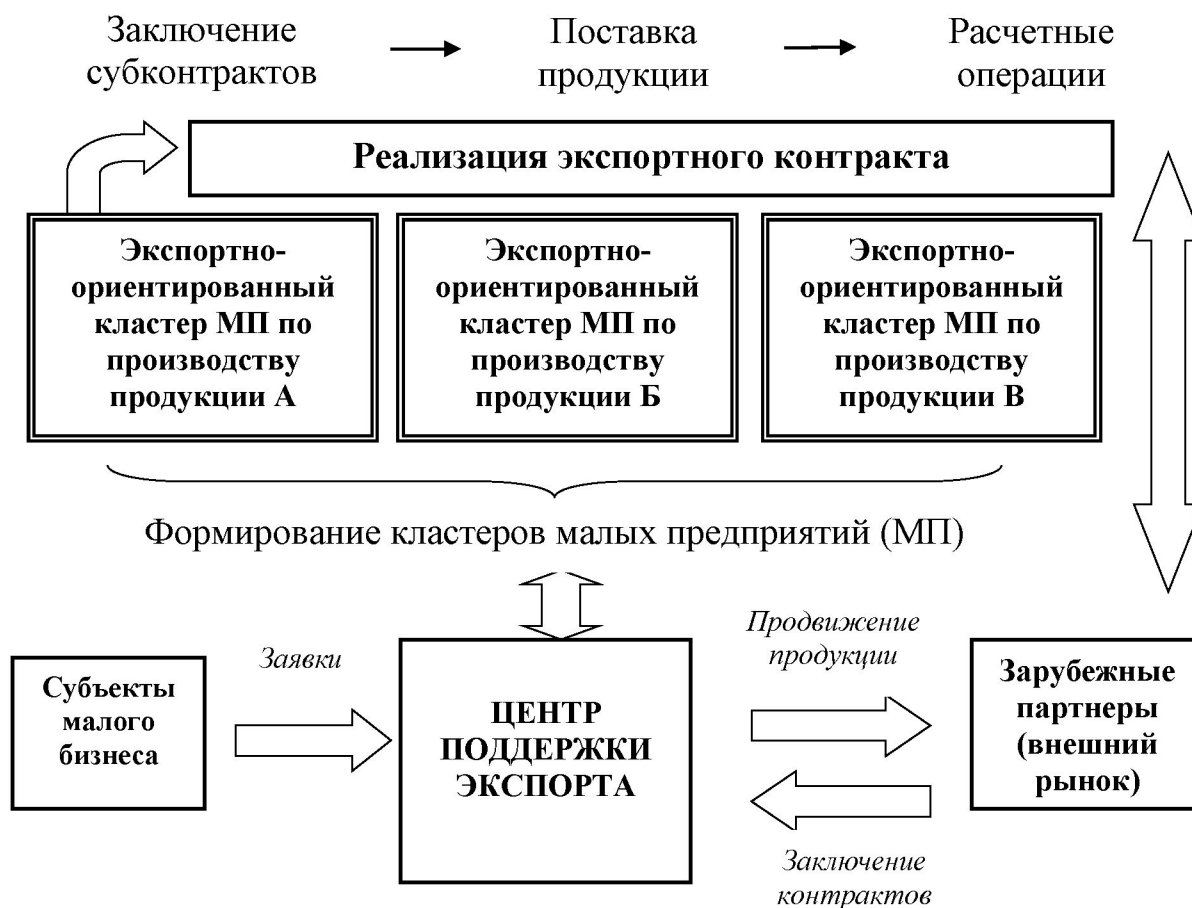 Заключение
субконтрактов
Поставка
продукции
Расчетные
операции
Реализация экспортного контракта
Экспортно-
ориентированный
кластер МП по
производству
продукции А
Экспортно-
ориентированный
кластер МП по
производству
продукции Б
Экспортно-
ориентированный
кластер МП по
производству
продукции В
Формирование кластеров малых предприятий (МП)
Субъекты
малого
бизнеса
Заявки
ЦЕНТР
ПОДДЕРЖКИ
ЭКСПОРТА
Продвижение
продукции
Заключение
контрактов
Зарубежные
партнеры
(внешний
рынок)